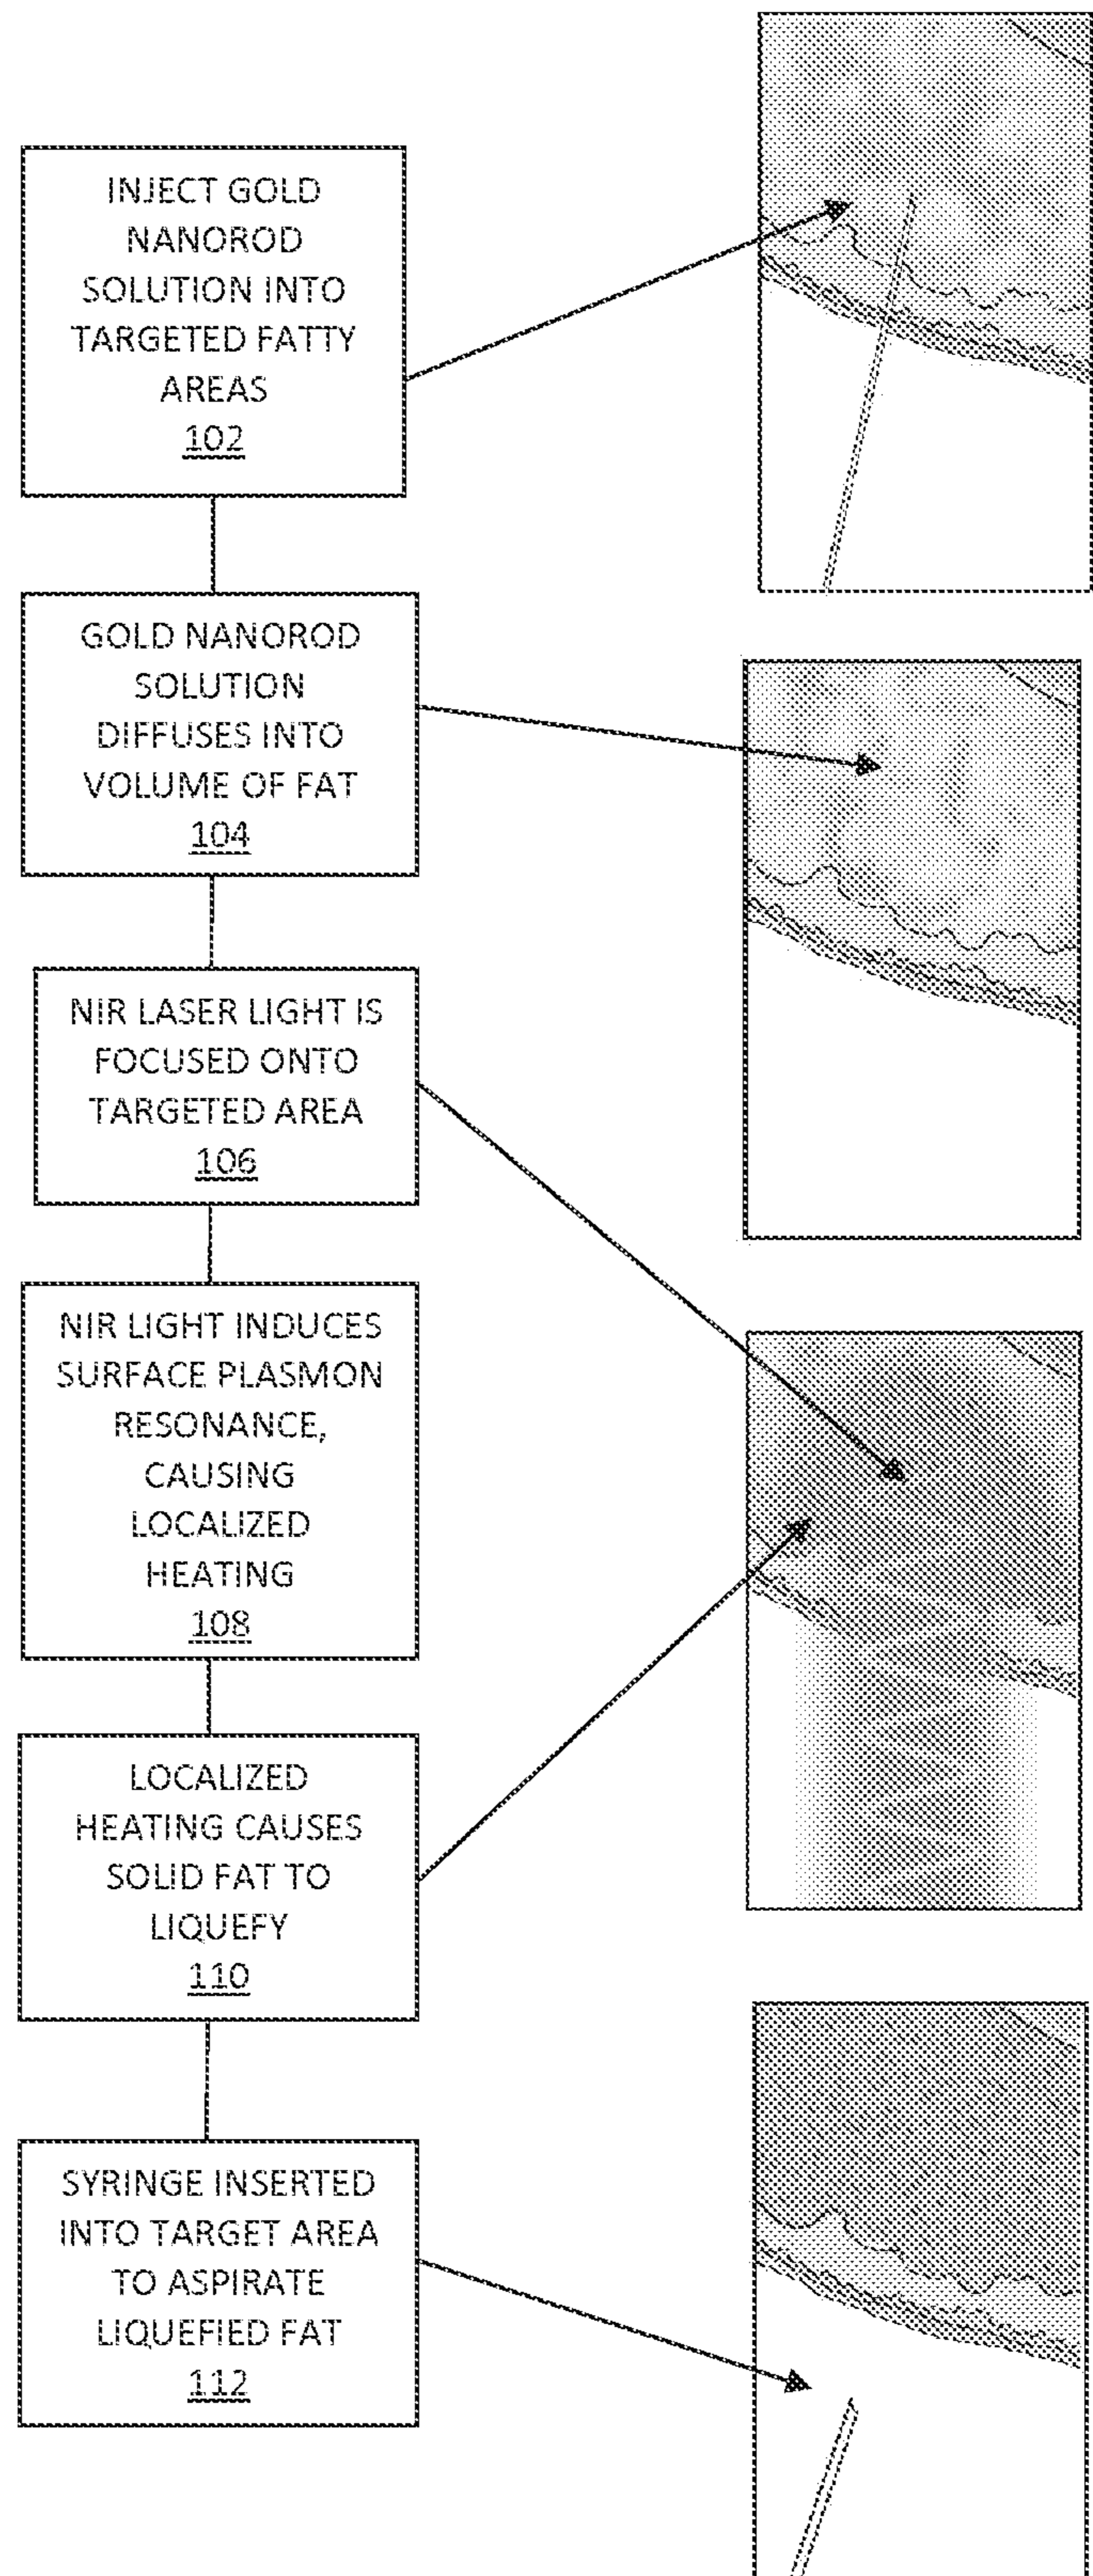 INJECT GOLD
NANOROD
SOLUTION INTO
TARGETED FATTY
AREAS
102
GOLD NANOROD
SOLUTION
DIFFUSES INTO
VOLUME OF FAT
104
NIR LASER LIGHT IS
FOCUSED ONTO
TARGETED AREA
106
NIR LIGHT INDUCES
SURFACE PLASMON
RESONANCE,
CAUSING
LOCALIZED
HEATING
108
LOCALIZED
HEATING CAUSES
SOLID FAT TO
LIQUEFY
110
SYRINGE INSERTED
INTO TARGET AREA
TO ASPIRATE
LIQUEFIED FAT
112